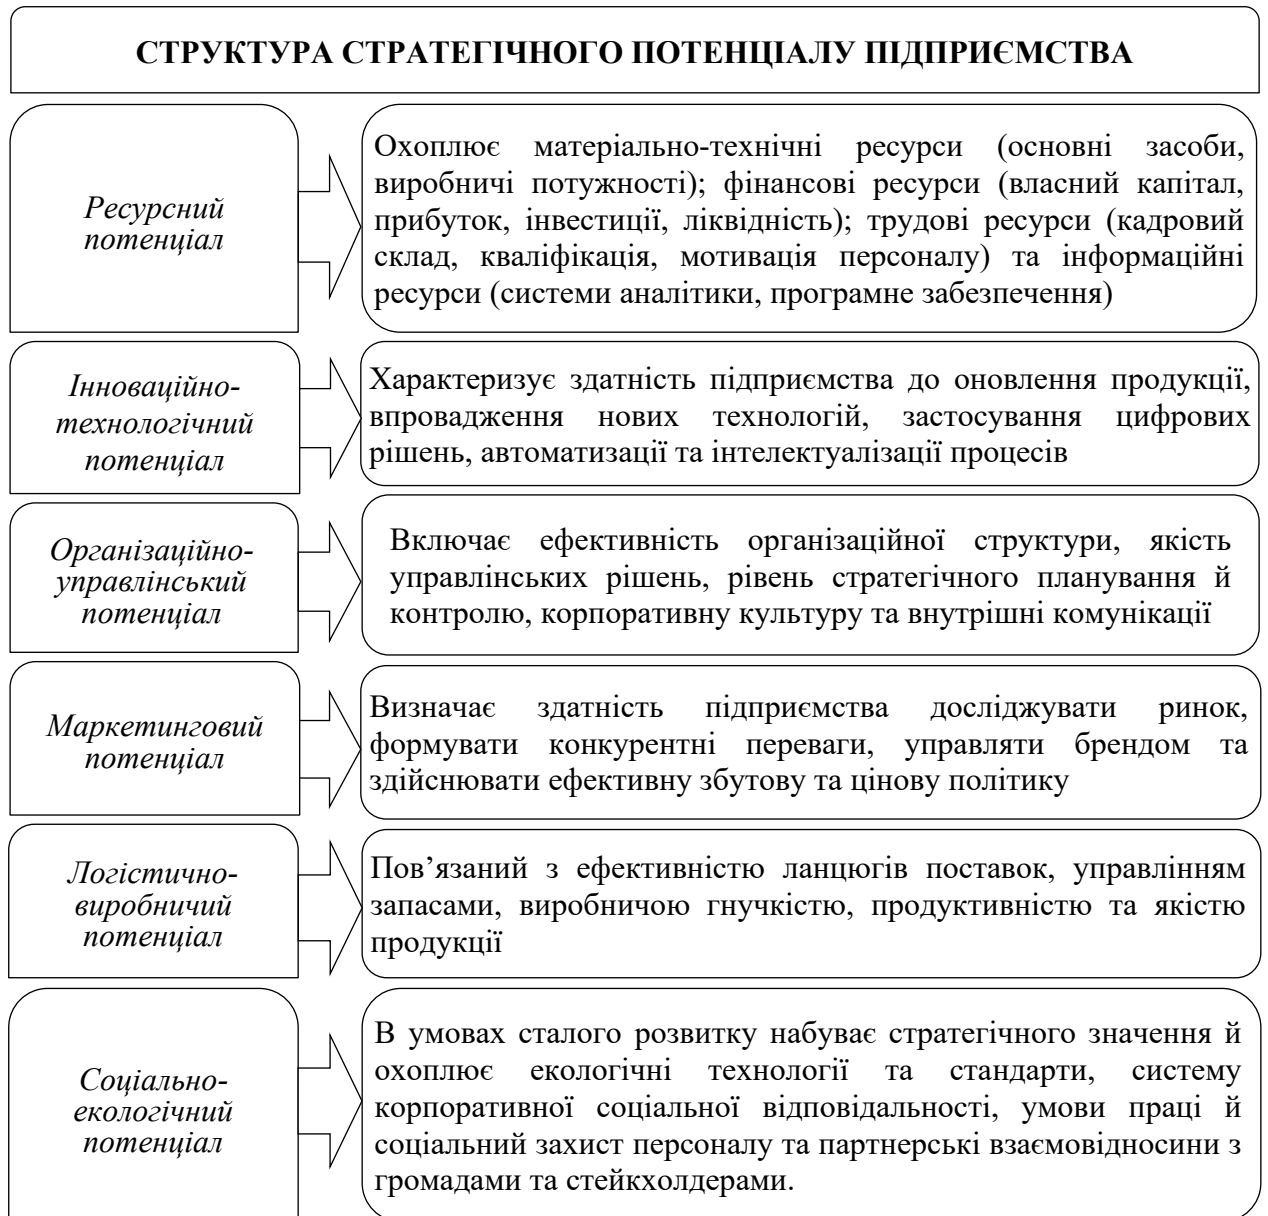 СТРУКТУРА СТРАТЕГІЧНОГО ПОТЕНЦІАЛУ ПІДПРИЄМСТВА
Ресурсний
потенціал
Охоплює матеріально-технічні ресурси (основні засоби,
виробничі потужності); фінансові ресурси (власний капітал,
прибуток, інвестиції, ліквідність); трудові ресурси (кадровий
склад, кваліфікація, мотивація персоналу) та інформаційні
ресурси (системи аналітики, програмне забезпечення)
Інноваційно-
технологічний
потенціал
Характеризує здатність підприємства до оновлення продукції,
впровадження нових технологій, застосування цифрових
рішень, автоматизації та інтелектуалізації процесів
Організаційно-
управлінський
потенціал
Включає ефективність організаційної структури, якість
управлінських рішень, рівень стратегічного планування й
контролю, корпоративну культуру та внутрішні комунікації
Маркетинговий
потенціал
Визначає здатність підприємства досліджувати ринок,
формувати конкурентні переваги, управляти брендом та
здійснювати ефективну збутову та цінову політику
Логістично-
виробничий
потенціал
Пов’язаний з ефективністю ланцюгів поставок, управлінням
запасами, виробничою гнучкістю, продуктивністю та якістю
продукції
Соціально-
екологічний
потенціал
В умовах сталого розвитку набуває стратегічного значення й
охоплює екологічні технології та стандарти, систему
корпоративної соціальної відповідальності, умови праці й
соціальний захист персоналу та партнерські взаємовідносини з
громадами та стейкхолдерами.